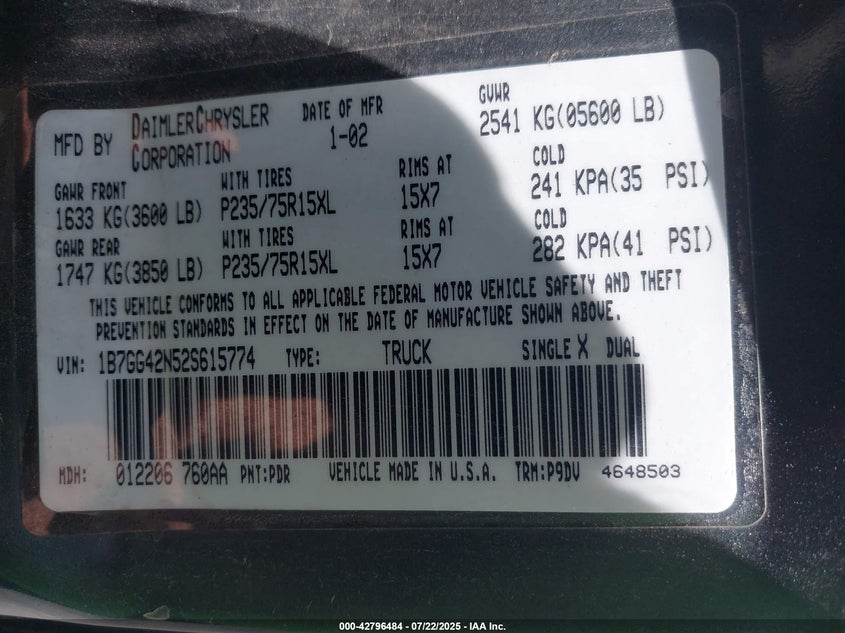 MFD BY DAIMLERCHRYSLER CORPORATION
DATE OF MFR 1-02
GVWR 2541 KG(05600 LB)
GAWR FRONT WITH TIRES RIMS AT COLD
1633 KG(3600 LB) P235/75R15XL 15X7 241 KPA(35 PSI)
GAWR REAR WITH TIRES RIMS AT COLD
1747 KG(3850 LB) P235/75R15XL 15X7 282 KPA(41 PSI)
THIS VEHICLE CONFORMS TO ALL APPLICABLE FEDERAL MOTOR VEHICLE SAFETY AND THEFT
PREVENTION STANDARDS IN EFFECT ON THE DATE OF MANUFACTURE SHOWN ABOVE.
VIN: 1B7GG42N52S615774 TYPE: TRUCK SINGLE X DUAL
MDH: 012206 760AA PNT:PDR VEHICLE MADE IN U.S.A. TRM:P9DV 4648503
000-42796484 - 07/22/2025 - IAA Inc.